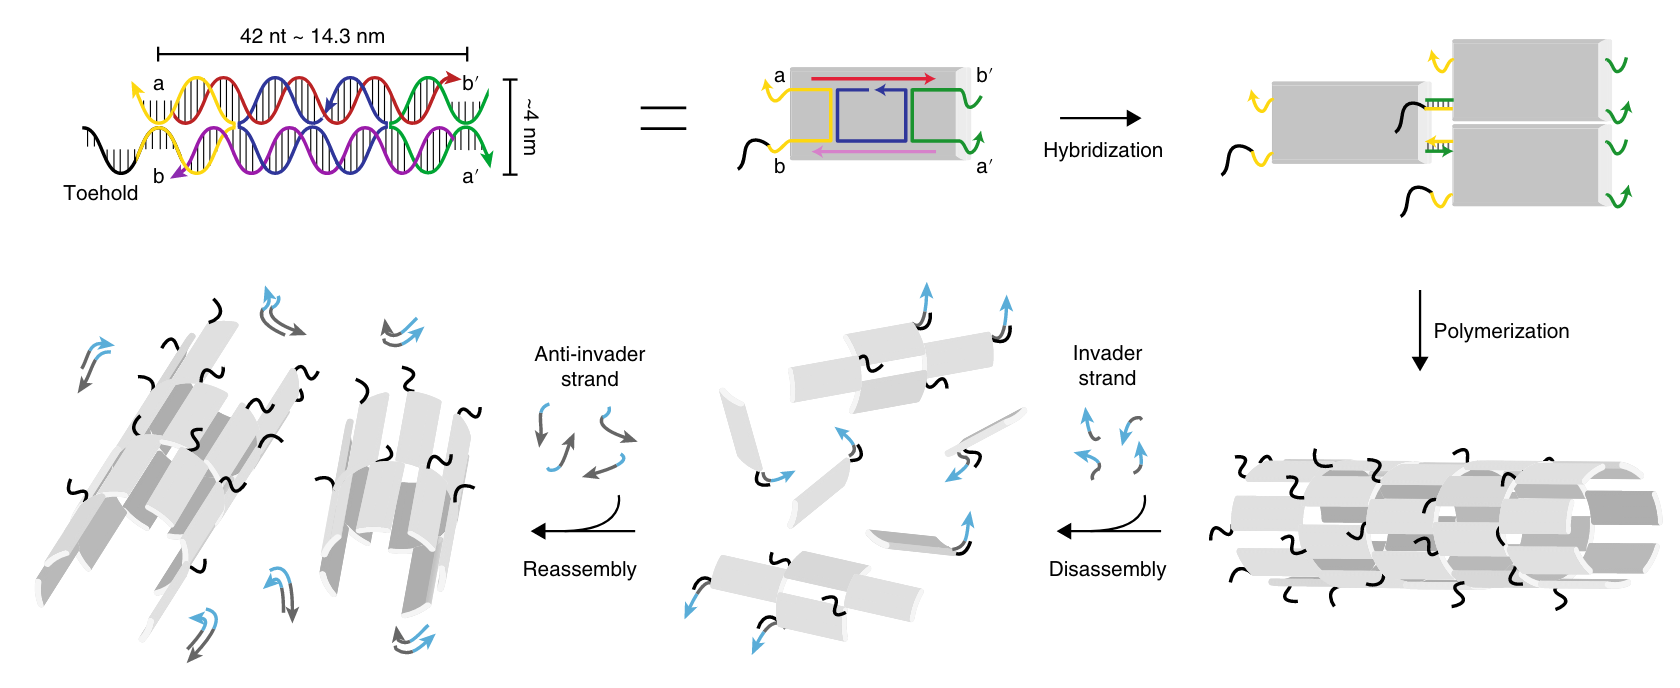 42 nt ~ 14.3 nm
a
b′
~4 nm
Toehold
b
a′
a
b′
b
a′
Hybridization
Polymerization
Anti-invader
strand
Reassembly
Invader
strand
Disassembly